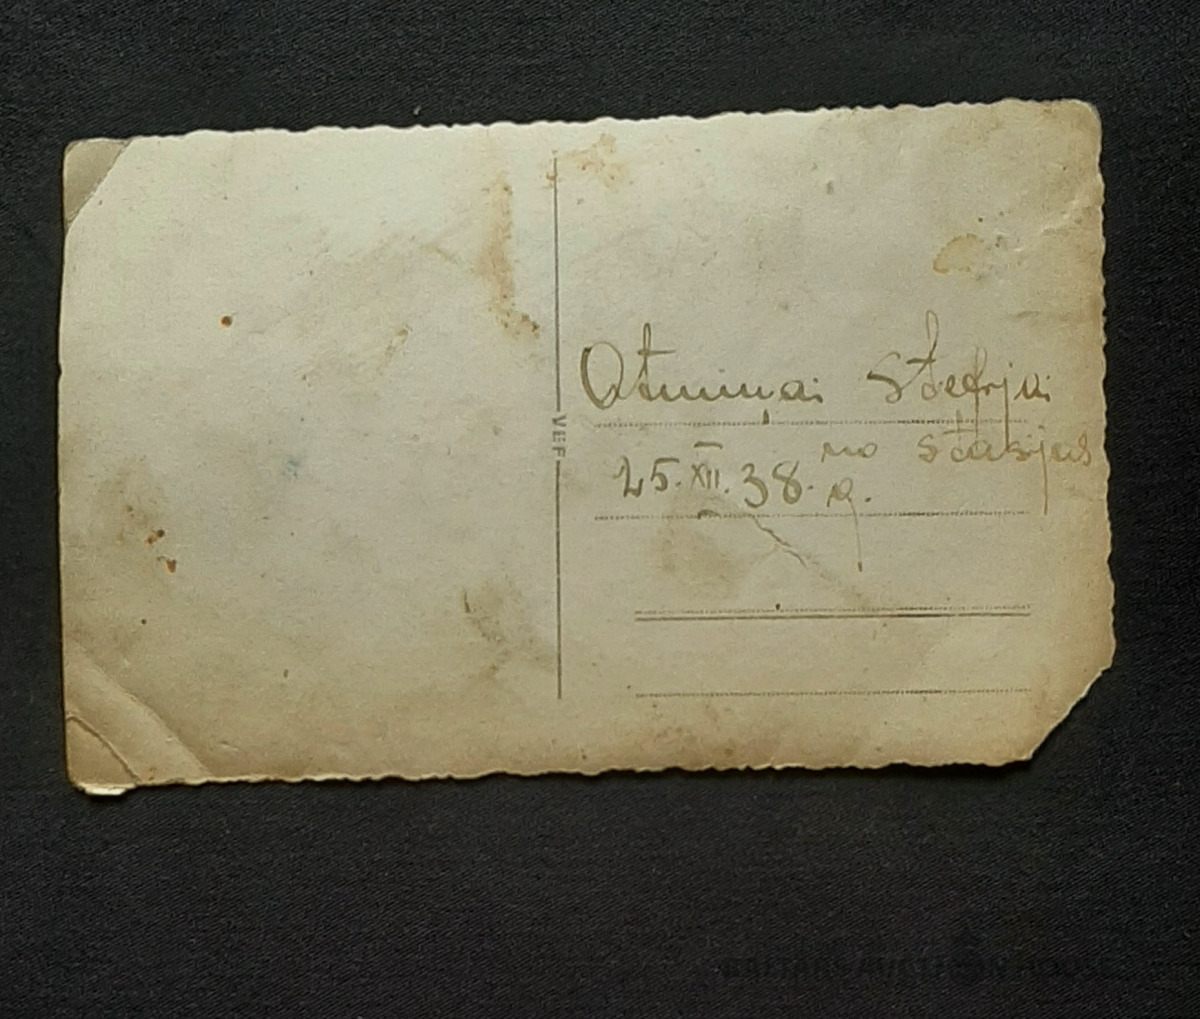 VEF
Atmiņai Stefijai
no Stasijas
25. XII. 38. g.